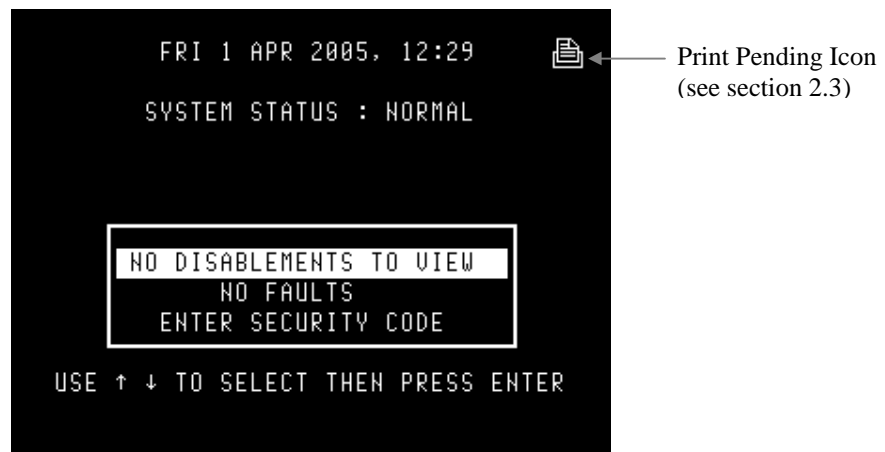 FRI 1 APR 2005, 12:29
Print Pending Icon
(see section 2.3)
SYSTEM STATUS : NORMAL
NO DISABLEMENTS TO VIEW
NO FAULTS
ENTER SECURITY CODE
USE ↑ ↓ TO SELECT THEN PRESS ENTER